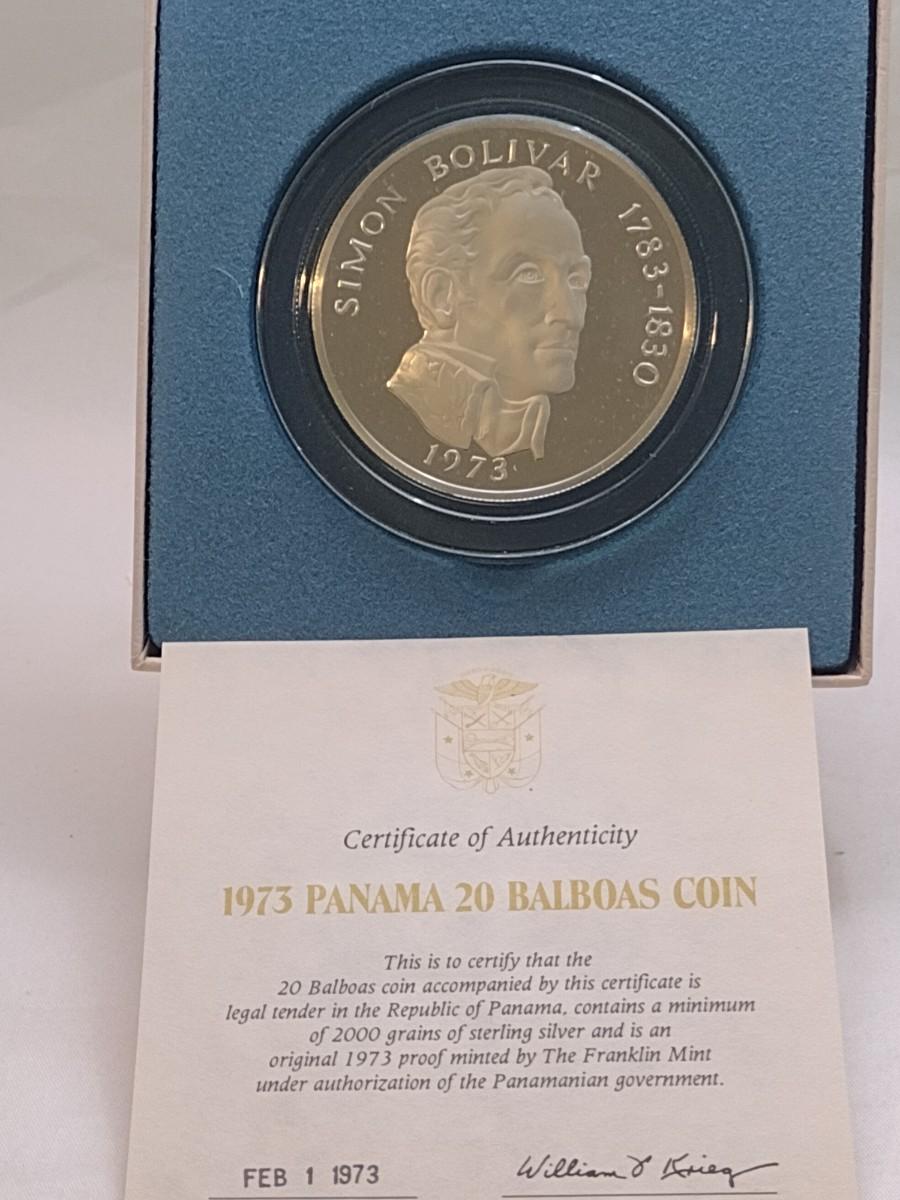 SIMON BOLIVAR 1783-1830
1973
Certificate of Authenticity
1973 PANAMA 20 BALBOAS COIN
This is to certify that the
20 Balboas coin accompanied by this certificate is
legal tender in the Republic of Panama, contains a minimum
of 2000 grains of sterling silver and is an
original 1973 proof minted by The Franklin Mint
under authorization of the Panamanian government.
FEB 1 1973
William J Krieg